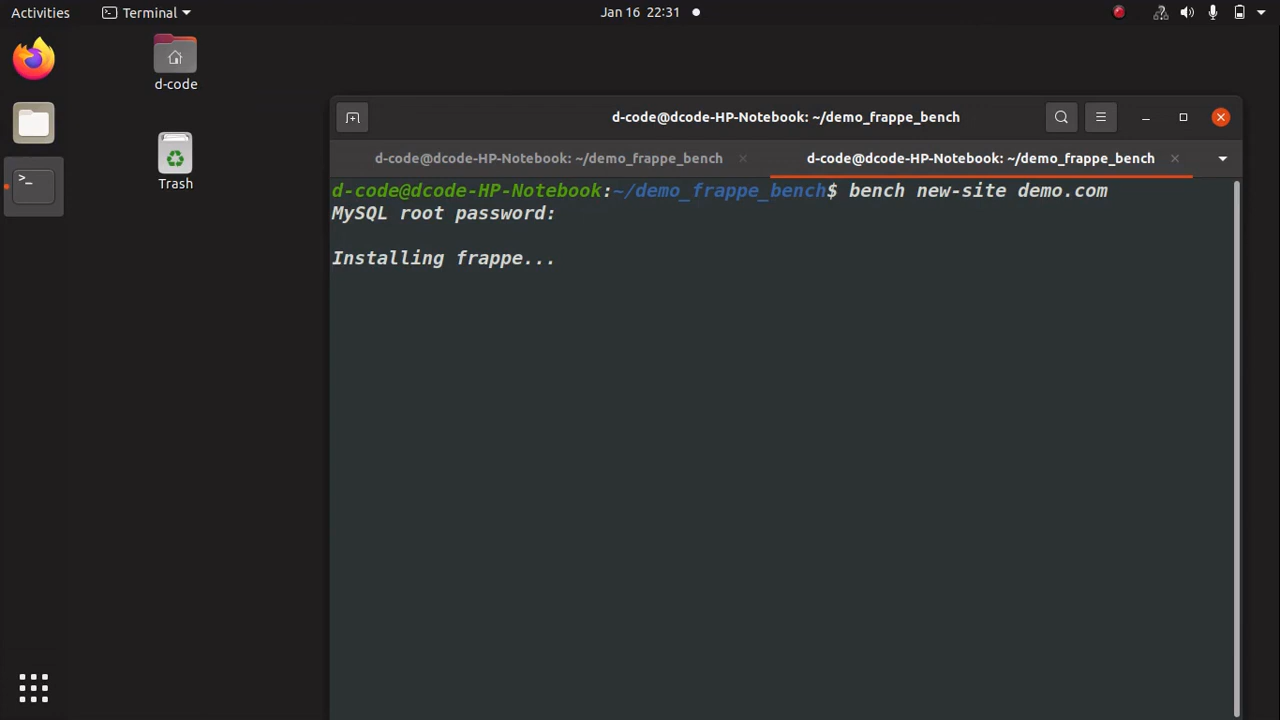 Activities
Terminal
Jan 16 22:31
d-code
Trash
d-code@dcode-HP-Notebook: ~/demo_frappe_bench
d-code@dcode-HP-Notebook: ~/demo_frappe_bench
d-code@dcode-HP-Notebook: ~/demo_frappe_bench
d-code@dcode-HP-Notebook:~/demo_frappe_bench$ bench new-site demo.com
MySQL root password:
Installing frappe...